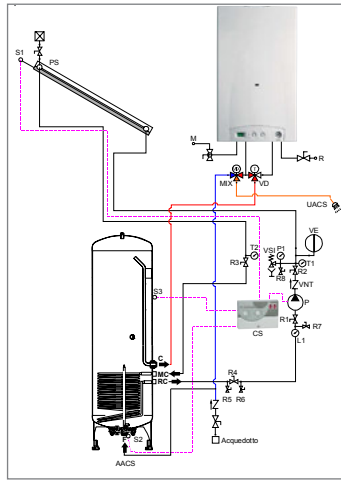 S1
PS
M
R
MIX
VD
UACS
VE
T2
VSI
P1
R3
T1
R8
R2
VNT
S3
P
CS
R1
R7
L1
C
MC
R4
RC
R5
R6
S2
F
AACS
Acquedotto